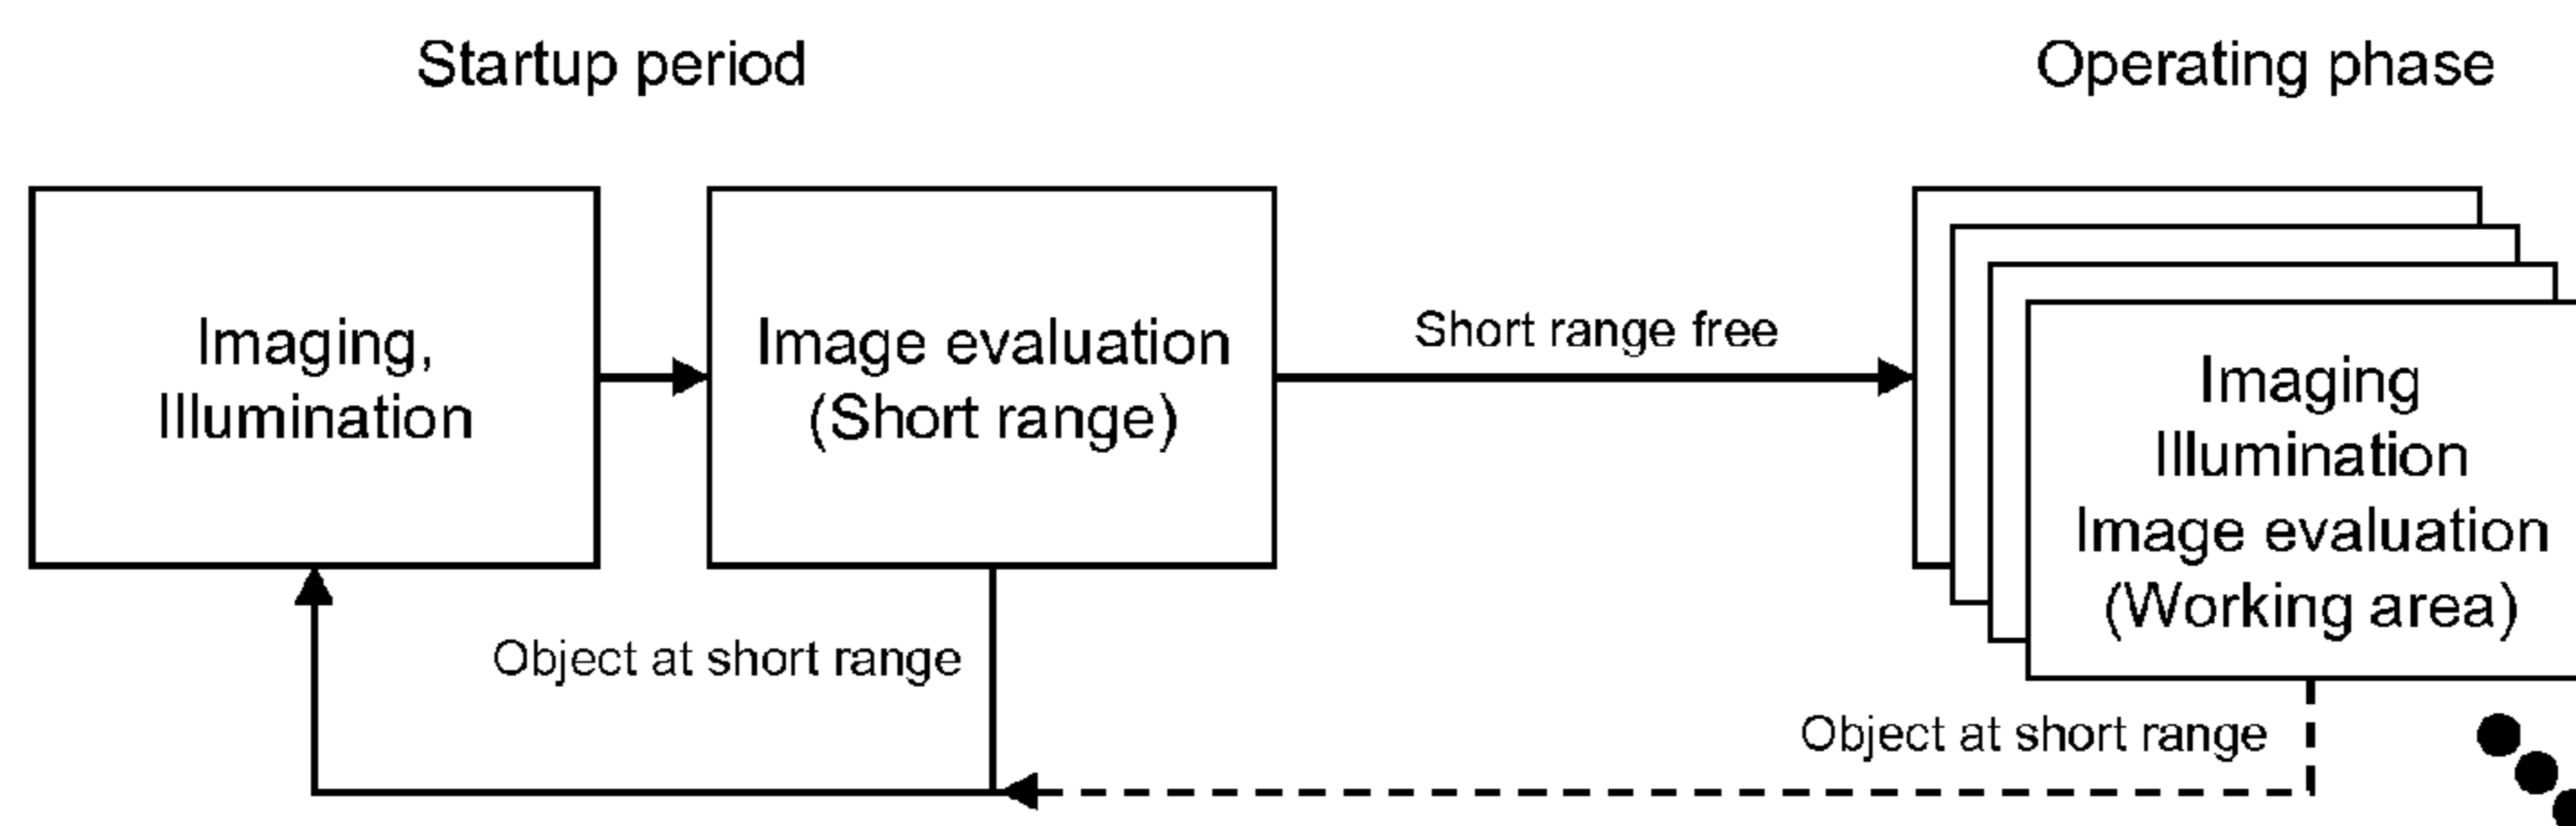 Startup period
Operating phase
Imaging,
Illumination
Image evaluation
(Short range)
Short range free
Imaging
Illumination
Image evaluation
(Working area)
Object at short range
Object at short range